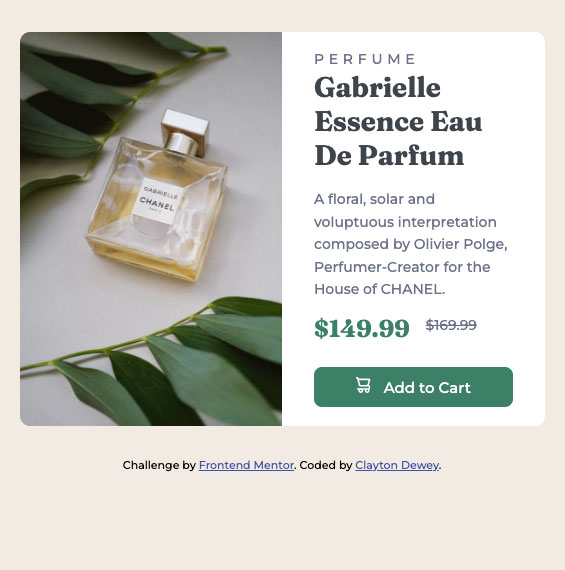 GABRIELLE
CHANEL
PARIS
PERFUME
Gabrielle
Essence Eau
De Parfum
A floral, solar and
voluptuous interpretation
composed by Olivier Polge,
Perfumer-Creator for the
House of CHANEL.
$149.99 $169.99
Add to Cart
Challenge by Frontend Mentor. Coded by Clayton Dewey.